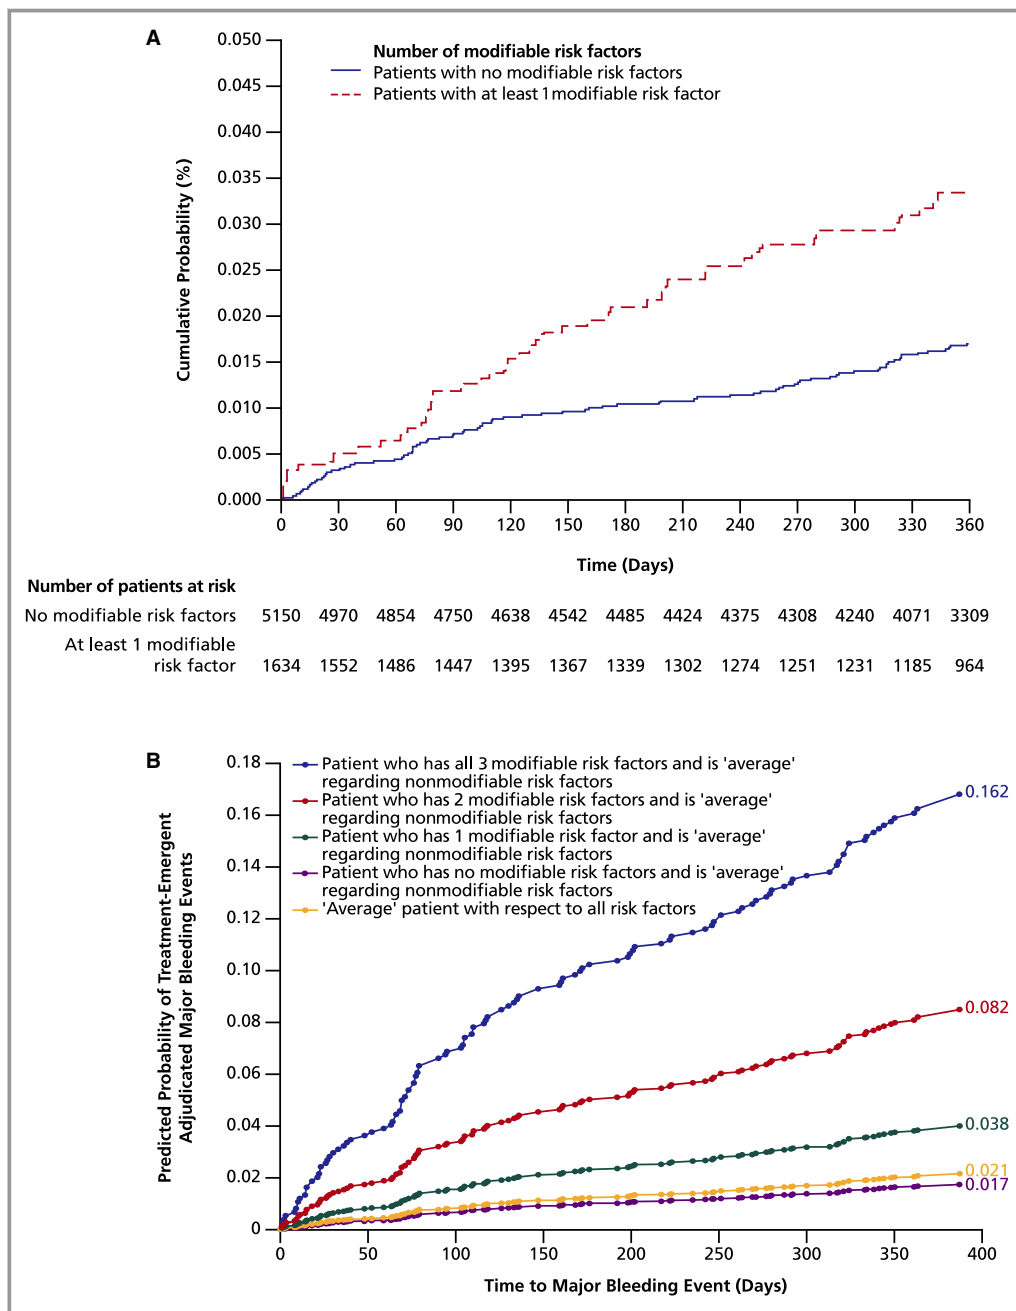 A
0.050
0.045
0.040
0.035
0.030
0.025
0.020
0.015
0.010
0.005
0.000
Cumulative Probability (%)
Number of modifiable risk factors
Patients with no modifiable risk factors
Patients with at least 1 modifiable risk factor
0 30 60 90 120 150 180 210 240 270 300 330 360
Time (Days)
Number of patients at risk
No modifiable risk factors 5150 4970 4854 4750 4638 4542 4485 4424 4375 4308 4240 4071 3309
At least 1 modifiable
risk factor 1634 1552 1486 1447 1395 1367 1339 1302 1274 1251 1231 1185 964
B
0.18
0.16
0.14
0.12
0.10
0.08
0.06
0.04
0.02
0
Predicted Probability of Treatment-Emergent
Adjudicated Major Bleeding Events
Patient who has all 3 modifiable risk factors and is 'average'
regarding nonmodifiable risk factors
Patient who has 2 modifiable risk factors and is 'average'
regarding nonmodifiable risk factors
Patient who has 1 modifiable risk factor and is 'average'
regarding nonmodifiable risk factors
Patient who has no modifiable risk factors and is 'average'
regarding nonmodifiable risk factors
'Average' patient with respect to all risk factors
0.162
0.082
0.038
0.021
0.017
0 50 100 150 200 250 300 350 400
Time to Major Bleeding Event (Days)